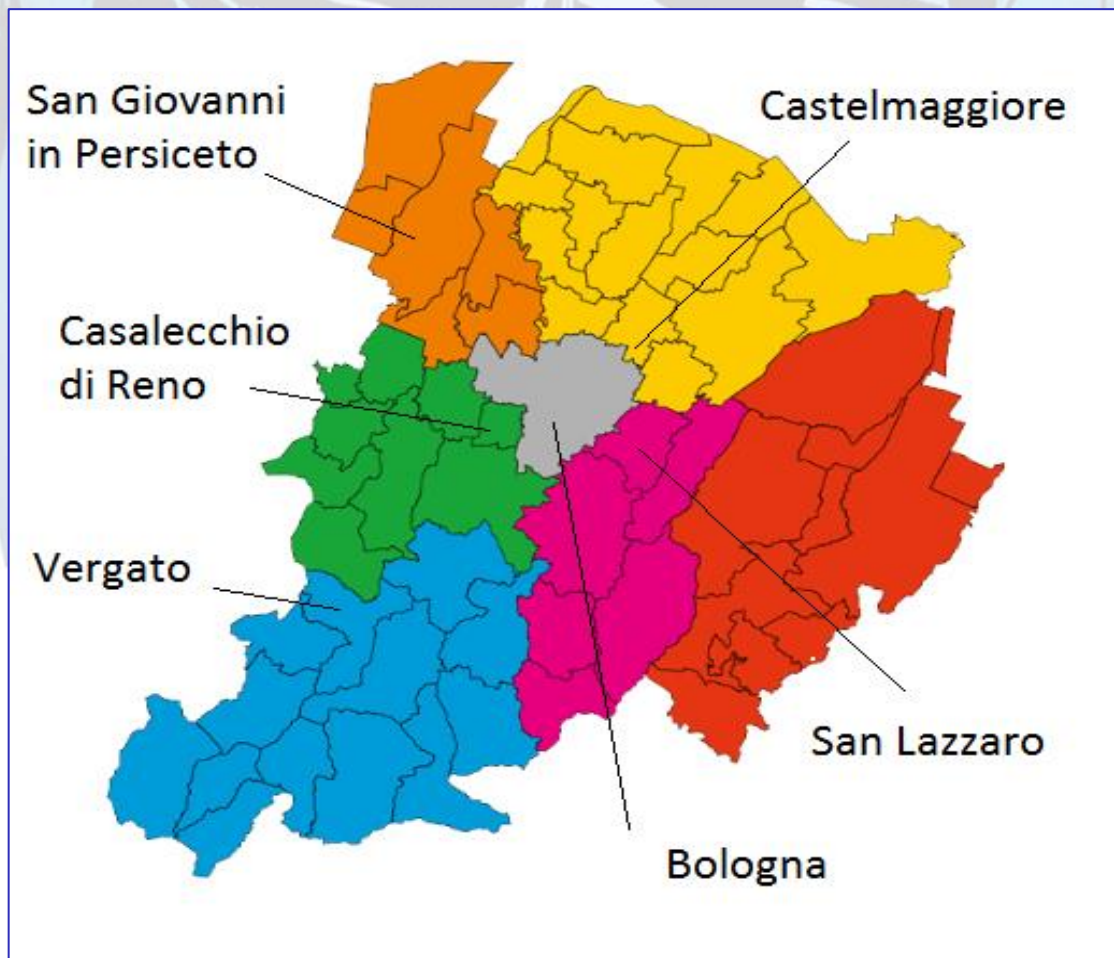 San Giovanni
in Persiceto
Castelmaggiore
Casalecchio
di Reno
Vergato
San Lazzaro
Bologna